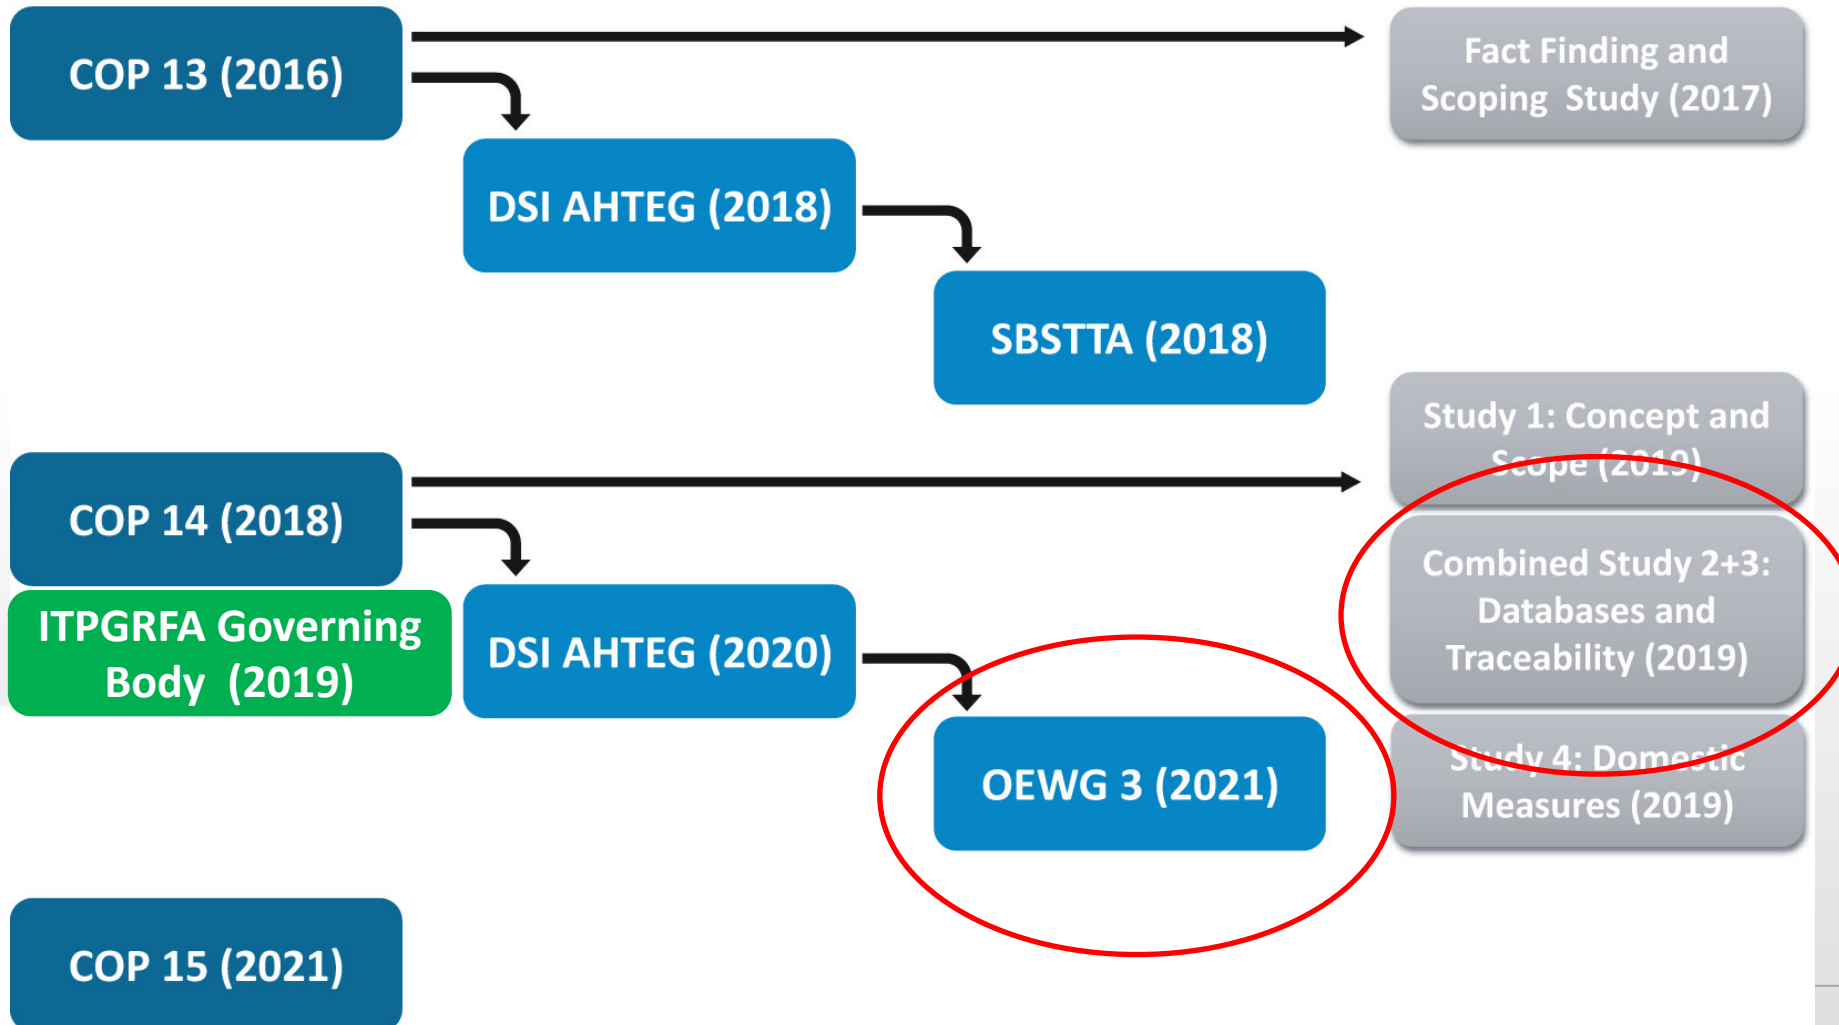 COP 13 (2016)
Fact Finding and
Scoping Study (2017)
DSI AHTEG (2018)
SBSTTA (2018)
Study 1: Concept and
Scope (2019)
COP 14 (2018)
Combined Study 2+3:
Databases and
Traceability (2019)
ITPGRFA Governing
Body (2019)
DSI AHTEG (2020)
OEWG 3 (2021)
Study 4: Domestic
Measures (2019)
COP 15 (2021)